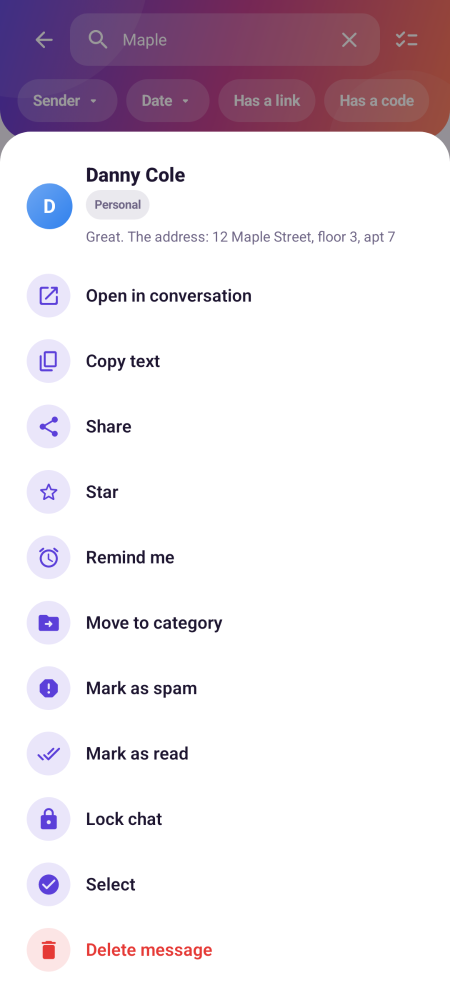 Maple
Sender
Date
Has a link
Has a code
Danny Cole
D
Personal
Great. The address: 12 Maple Street, floor 3, apt 7
Open in conversation
Copy text
Share
Star
Remind me
Move to category
Mark as spam
Mark as read
Lock chat
Select
Delete message